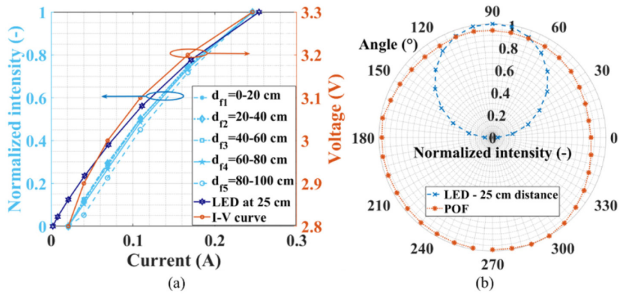 1
0.8
0.6
0.4
0.2
0
Normalized intensity (-)
3.3
3.2
3.1
3
2.9
2.8
Voltage (V)
d_f1=0-20 cm
d_f2=20-40 cm
d_f3=40-60 cm
d_f4=60-80 cm
d_f5=80-100 cm
LED at 25 cm
I-V curve
0 0.1 0.2 0.3
Current (A)
(a)
90
120 60
Angle (°)
150 30
180 0
210 330
240 300
270
1
0.8
0.6
0.4
0.2
0
Normalized intensity (-)
LED - 25 cm distance
POF
(b)